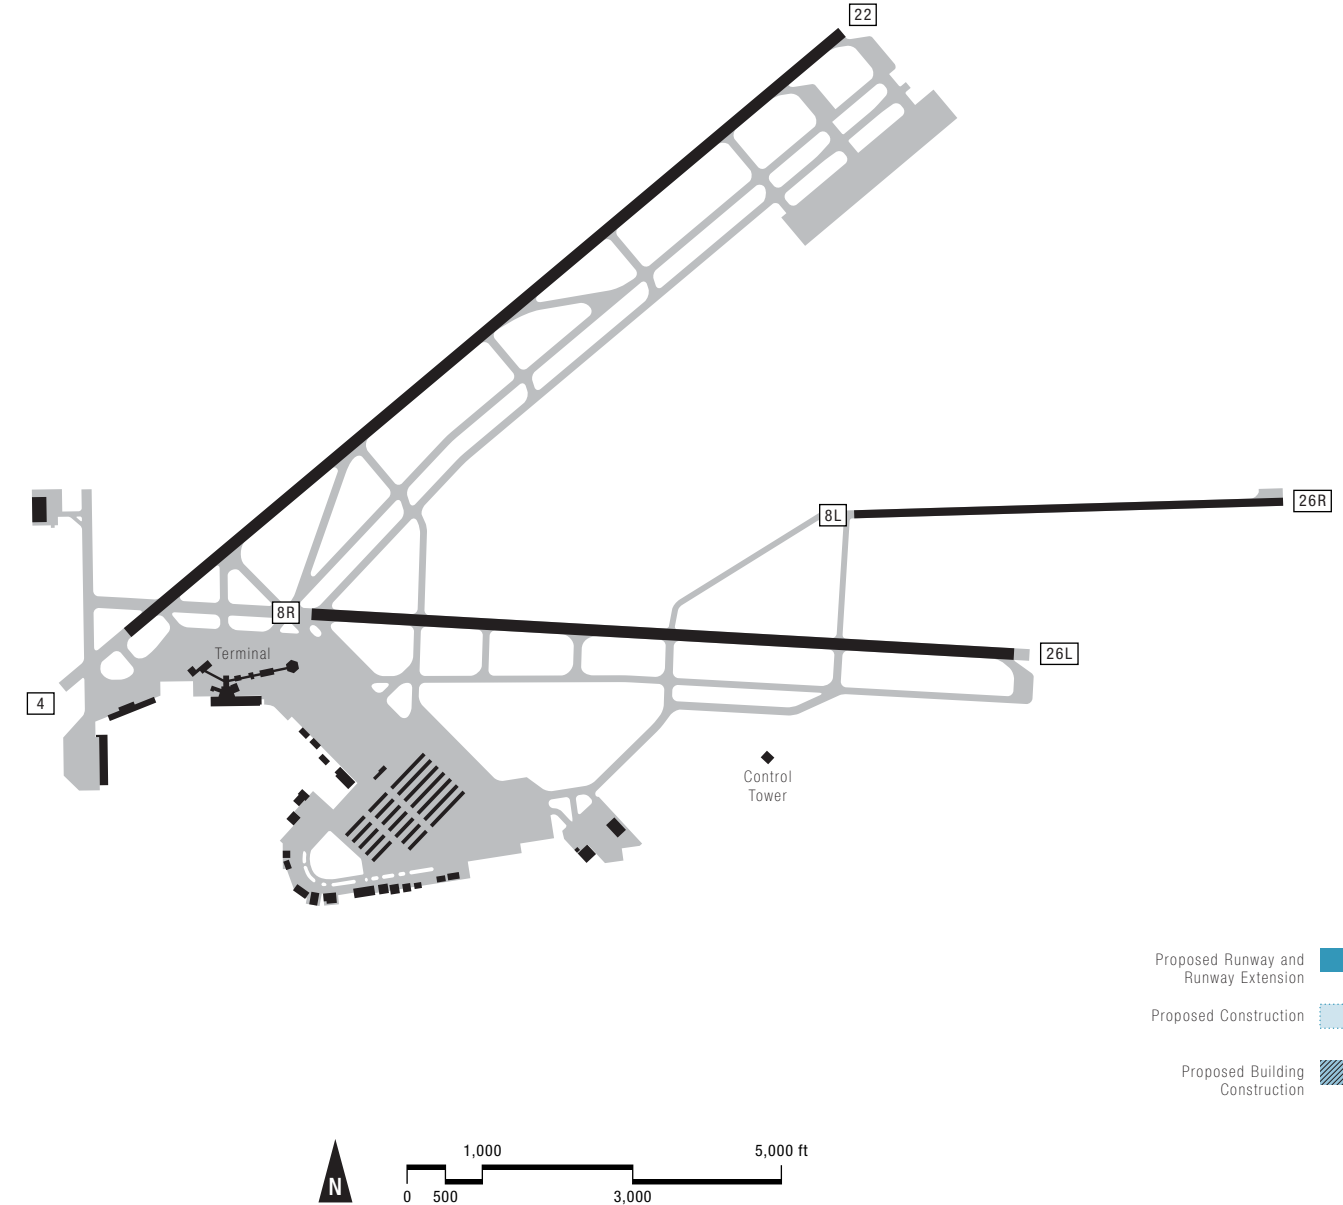 22
26R
8L
8R
Terminal
26L
4
Control
Tower
Proposed Runway and
Runway Extension
Proposed Construction
Proposed Building
Construction
1,000
5,000 ft
N
0
500
3,000